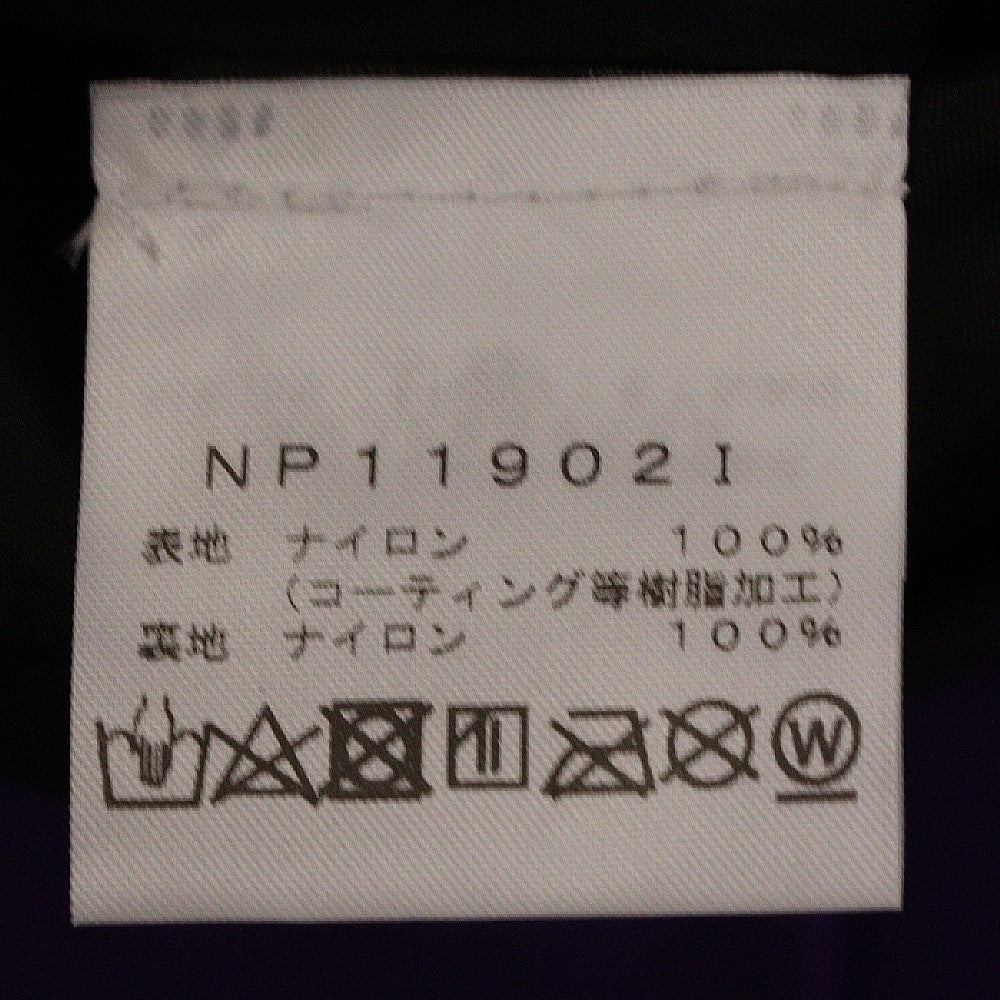 NP11902I
表地 ナイロン 100%
(コーティング等樹脂加工)
裏地 ナイロン 100%
W